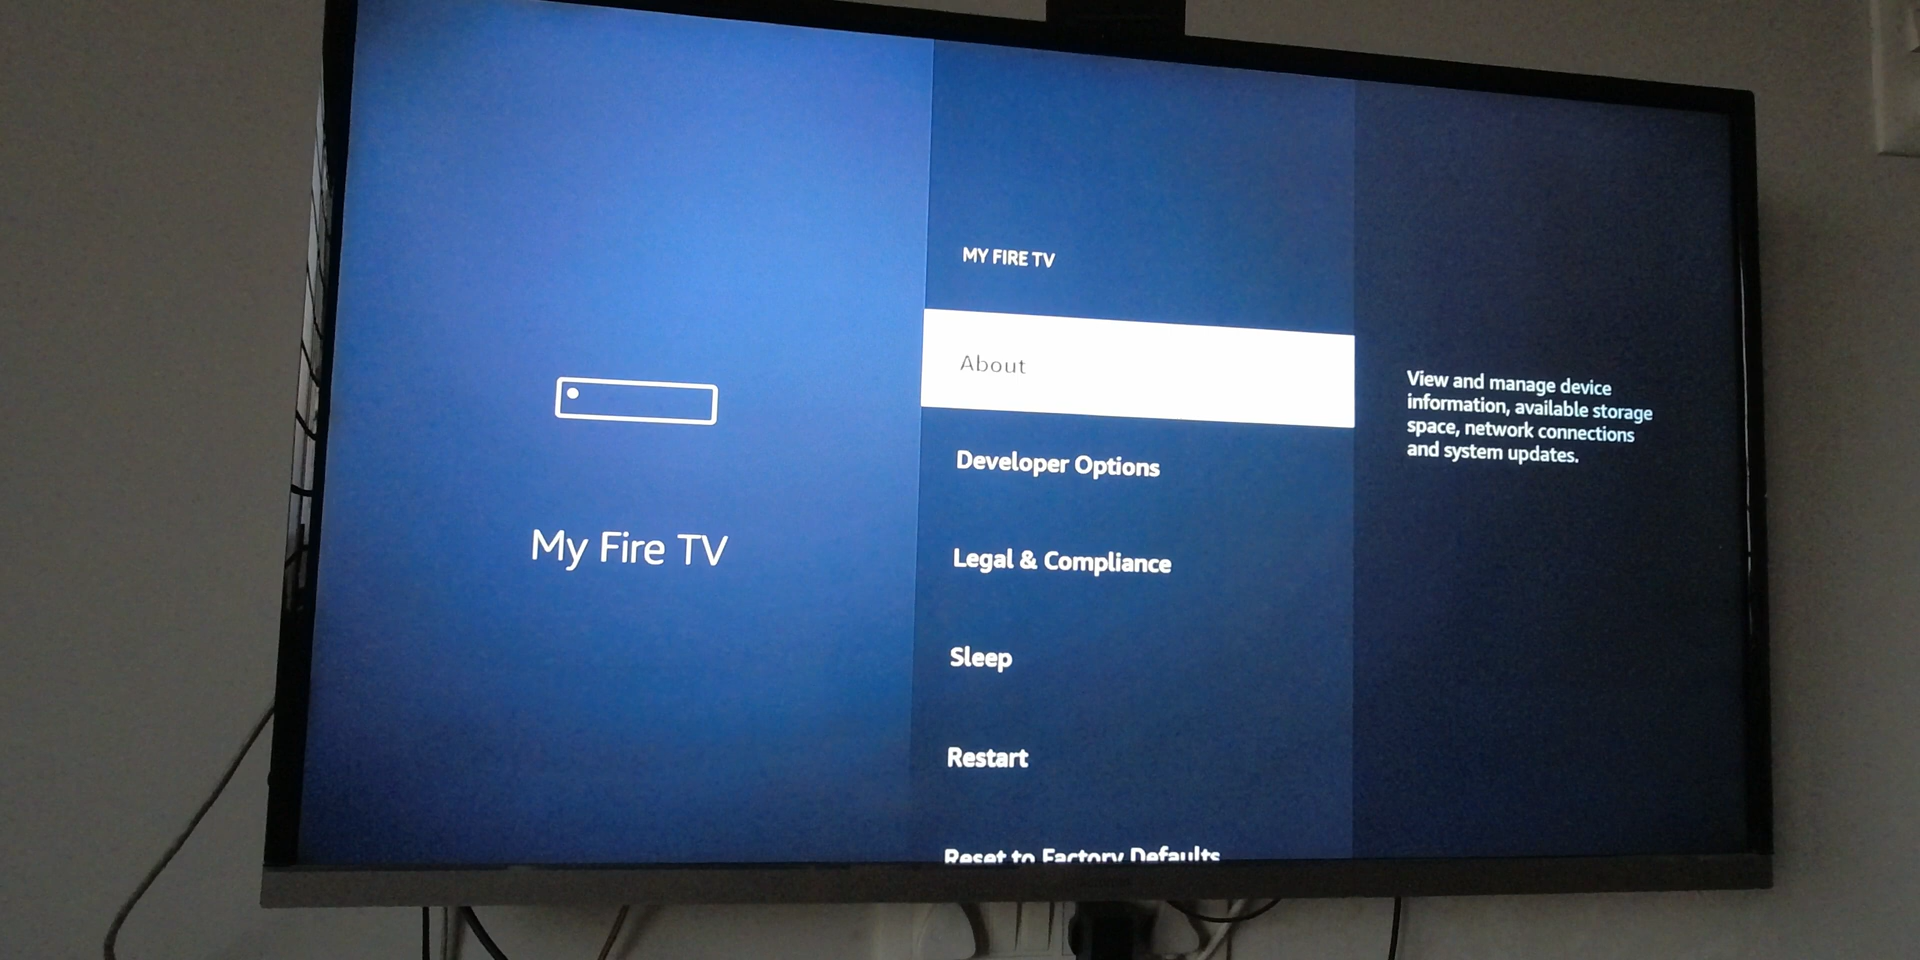 MY FIRE TV
About
View and manage device
information, available storage
space, network connections
and system updates.
Developer Options
Legal & Compliance
My Fire TV
Sleep
Restart
Reset to Factory Defaults